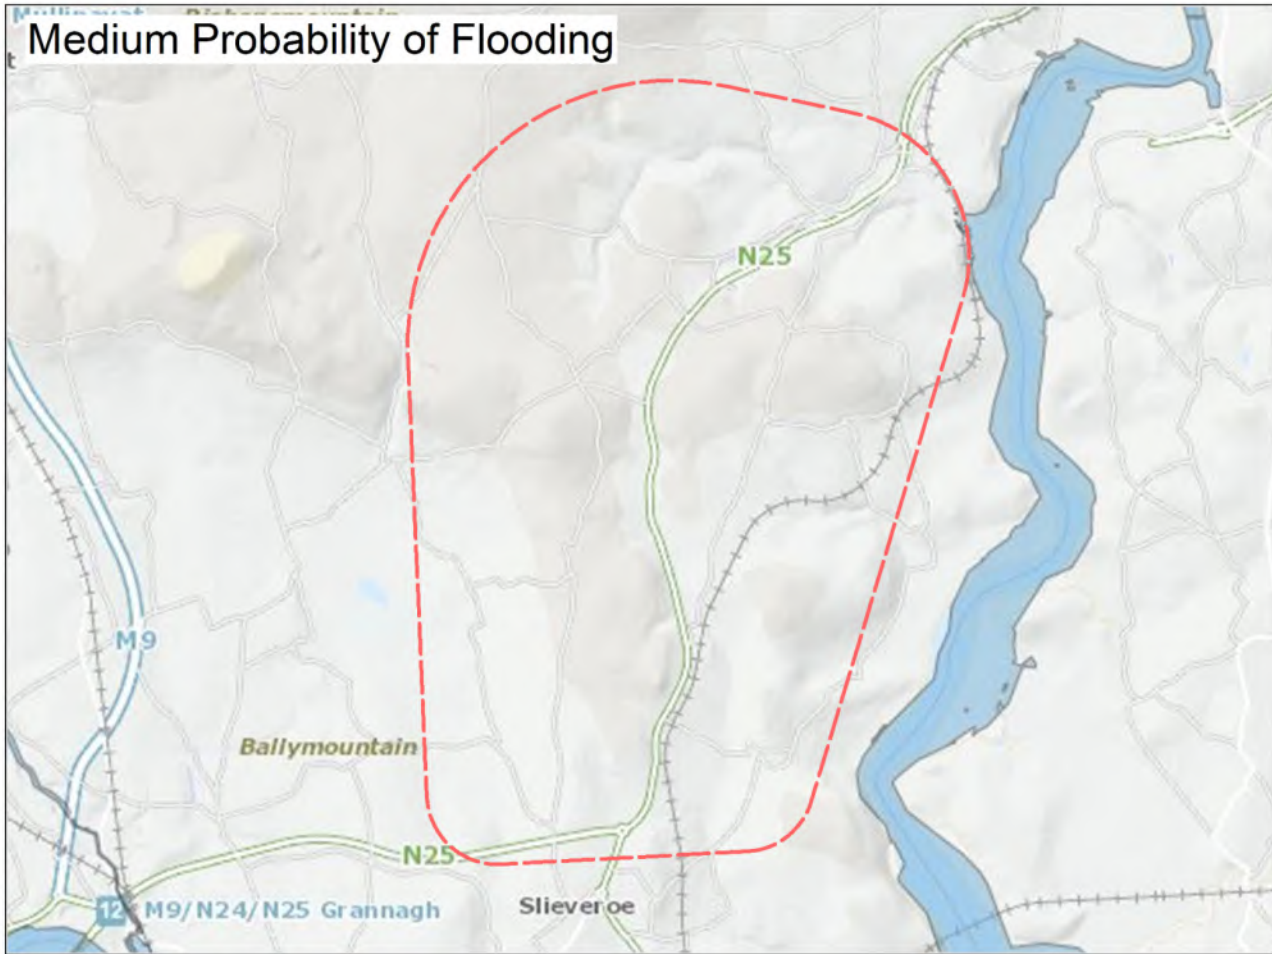 Medium Probability of Flooding
N25
M9
Ballymountain
N25
12 M9/N24/N25 Grannagh
Slieveroe